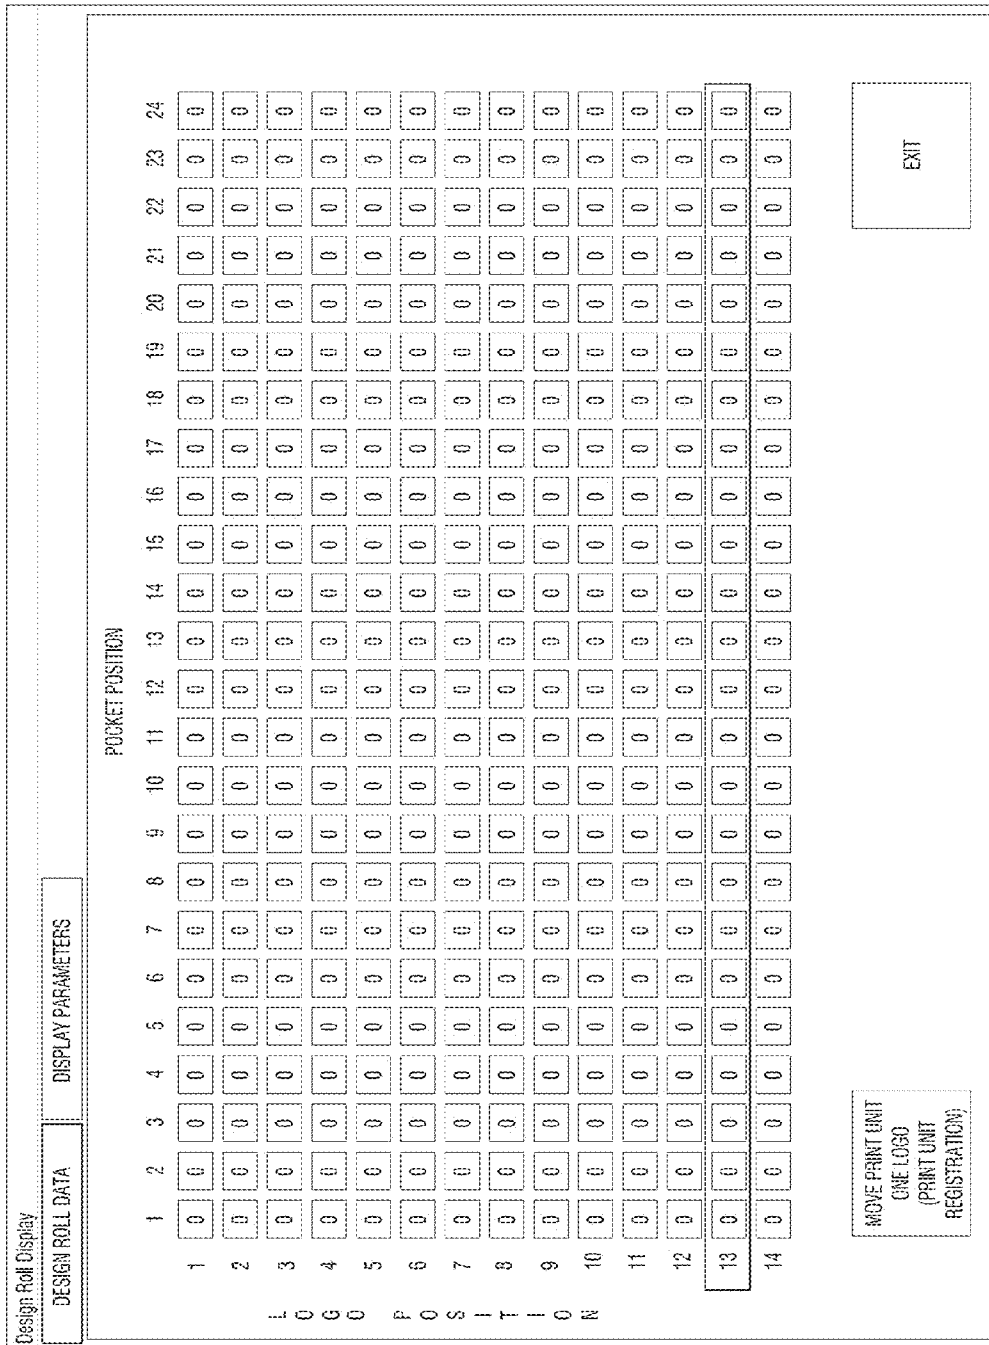 Design Roll Display
DESIGN ROLL DATA
DISPLAY PARAMETERS
POCKET POSITION
1 2 3 4 5 6 7 8 9 10 11 12 13 14 15 16 17 18 19 20 21 22 23 24
LOGO POSITION
1 0 0 0 0 0 0 0 0 0 0 0 0 0 0 0 0 0 0 0 0 0 0 0 0
2 0 0 0 0 0 0 0 0 0 0 0 0 0 0 0 0 0 0 0 0 0 0 0 0
3 0 0 0 0 0 0 0 0 0 0 0 0 0 0 0 0 0 0 0 0 0 0 0 0
4 0 0 0 0 0 0 0 0 0 0 0 0 0 0 0 0 0 0 0 0 0 0 0 0
5 0 0 0 0 0 0 0 0 0 0 0 0 0 0 0 0 0 0 0 0 0 0 0 0
6 0 0 0 0 0 0 0 0 0 0 0 0 0 0 0 0 0 0 0 0 0 0 0 0
7 0 0 0 0 0 0 0 0 0 0 0 0 0 0 0 0 0 0 0 0 0 0 0 0
8 0 0 0 0 0 0 0 0 0 0 0 0 0 0 0 0 0 0 0 0 0 0 0 0
9 0 0 0 0 0 0 0 0 0 0 0 0 0 0 0 0 0 0 0 0 0 0 0 0
10 0 0 0 0 0 0 0 0 0 0 0 0 0 0 0 0 0 0 0 0 0 0 0 0
11 0 0 0 0 0 0 0 0 0 0 0 0 0 0 0 0 0 0 0 0 0 0 0 0
12 0 0 0 0 0 0 0 0 0 0 0 0 0 0 0 0 0 0 0 0 0 0 0 0
13 0 0 0 0 0 0 0 0 0 0 0 0 0 0 0 0 0 0 0 0 0 0 0 0
14 0 0 0 0 0 0 0 0 0 0 0 0 0 0 0 0 0 0 0 0 0 0 0 0
MOVE PRINT UNIT
ONE LOGO
(PRINT UNIT
REGISTRATION)
EXIT